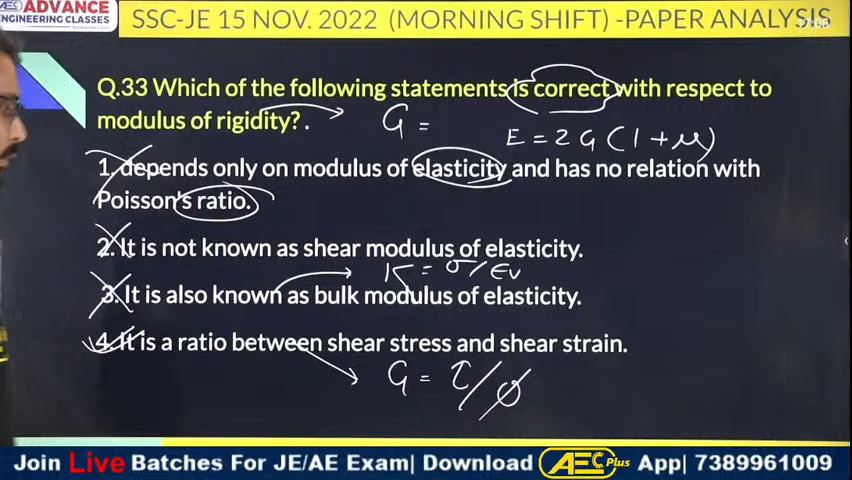 AES ADVANCE
ENGINEERING CLASSES
SSC-JE 15 NOV. 2022 (MORNING SHIFT) -PAPER ANALYSIS
Q.33 Which of the following statements is correct with respect to
modulus of rigidity? .
G =
E = 2G(1+μ)
1. depends only on modulus of elasticity and has no relation with
Poisson's ratio.
2. It is not known as shear modulus of elasticity.
K = σ/εv
3. It is also known as bulk modulus of elasticity.
4. It is a ratio between shear stress and shear strain.
G = τ/ϕ
Join Live Batches For JE/AE Exam| Download AEC Plus App| 7389961009